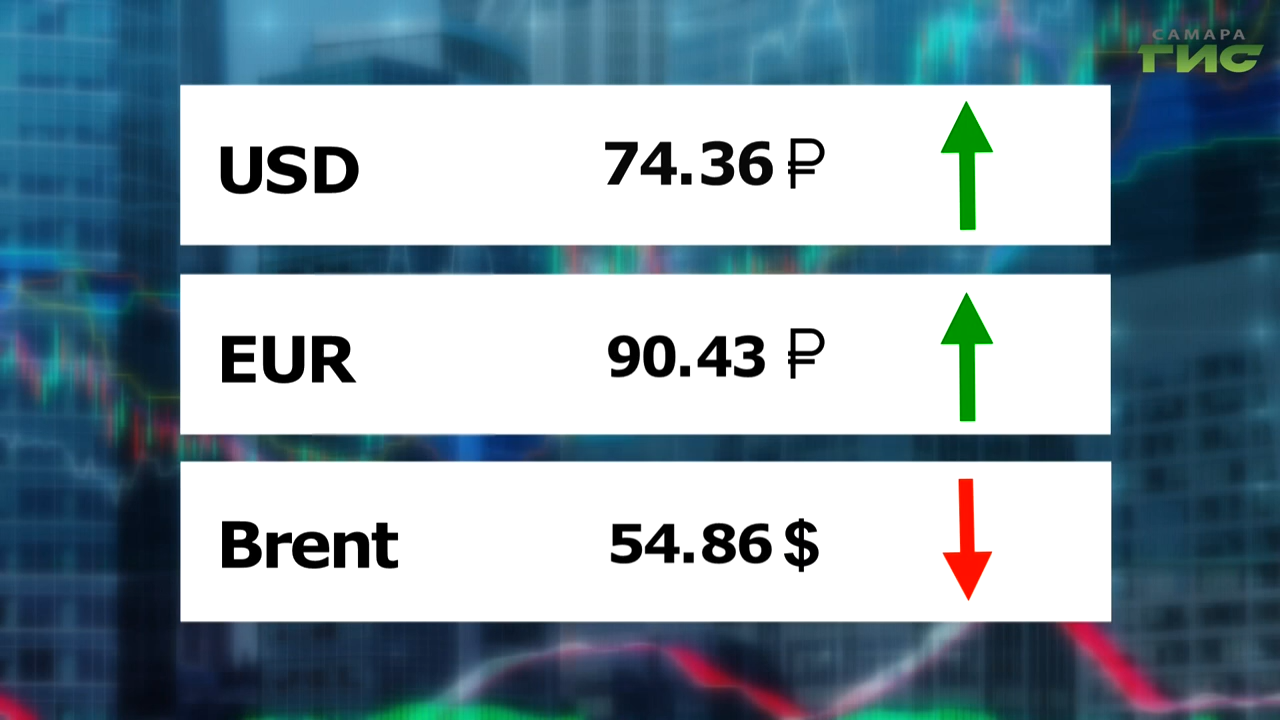 САМАРА
ГИС
USD 74.36 ₽
EUR 90.43 ₽
Brent 54.86 $